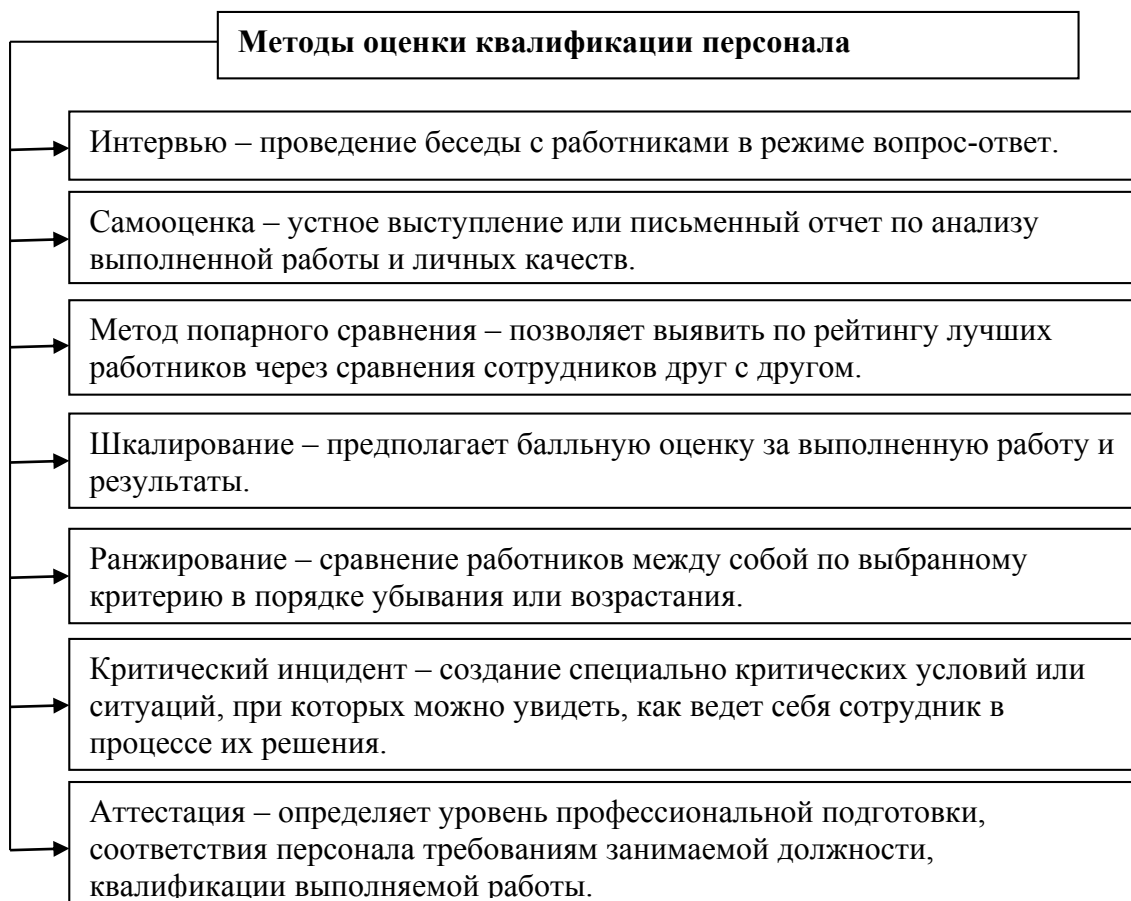 Методы оценки квалификации персонала
Интервью – проведение беседы с работниками в режиме вопрос-ответ.
Самооценка – устное выступление или письменный отчет по анализу
выполненной работы и личных качеств.
Метод попарного сравнения – позволяет выявить по рейтингу лучших
работников через сравнения сотрудников друг с другом.
Шкалирование – предполагает балльную оценку за выполненную работу и
результаты.
Ранжирование – сравнение работников между собой по выбранному
критерию в порядке убывания или возрастания.
Критический инцидент – создание специально критических условий или
ситуаций, при которых можно увидеть, как ведет себя сотрудник в
процессе их решения.
Аттестация – определяет уровень профессиональной подготовки,
соответствия персонала требованиям занимаемой должности,
квалификации выполняемой работы.